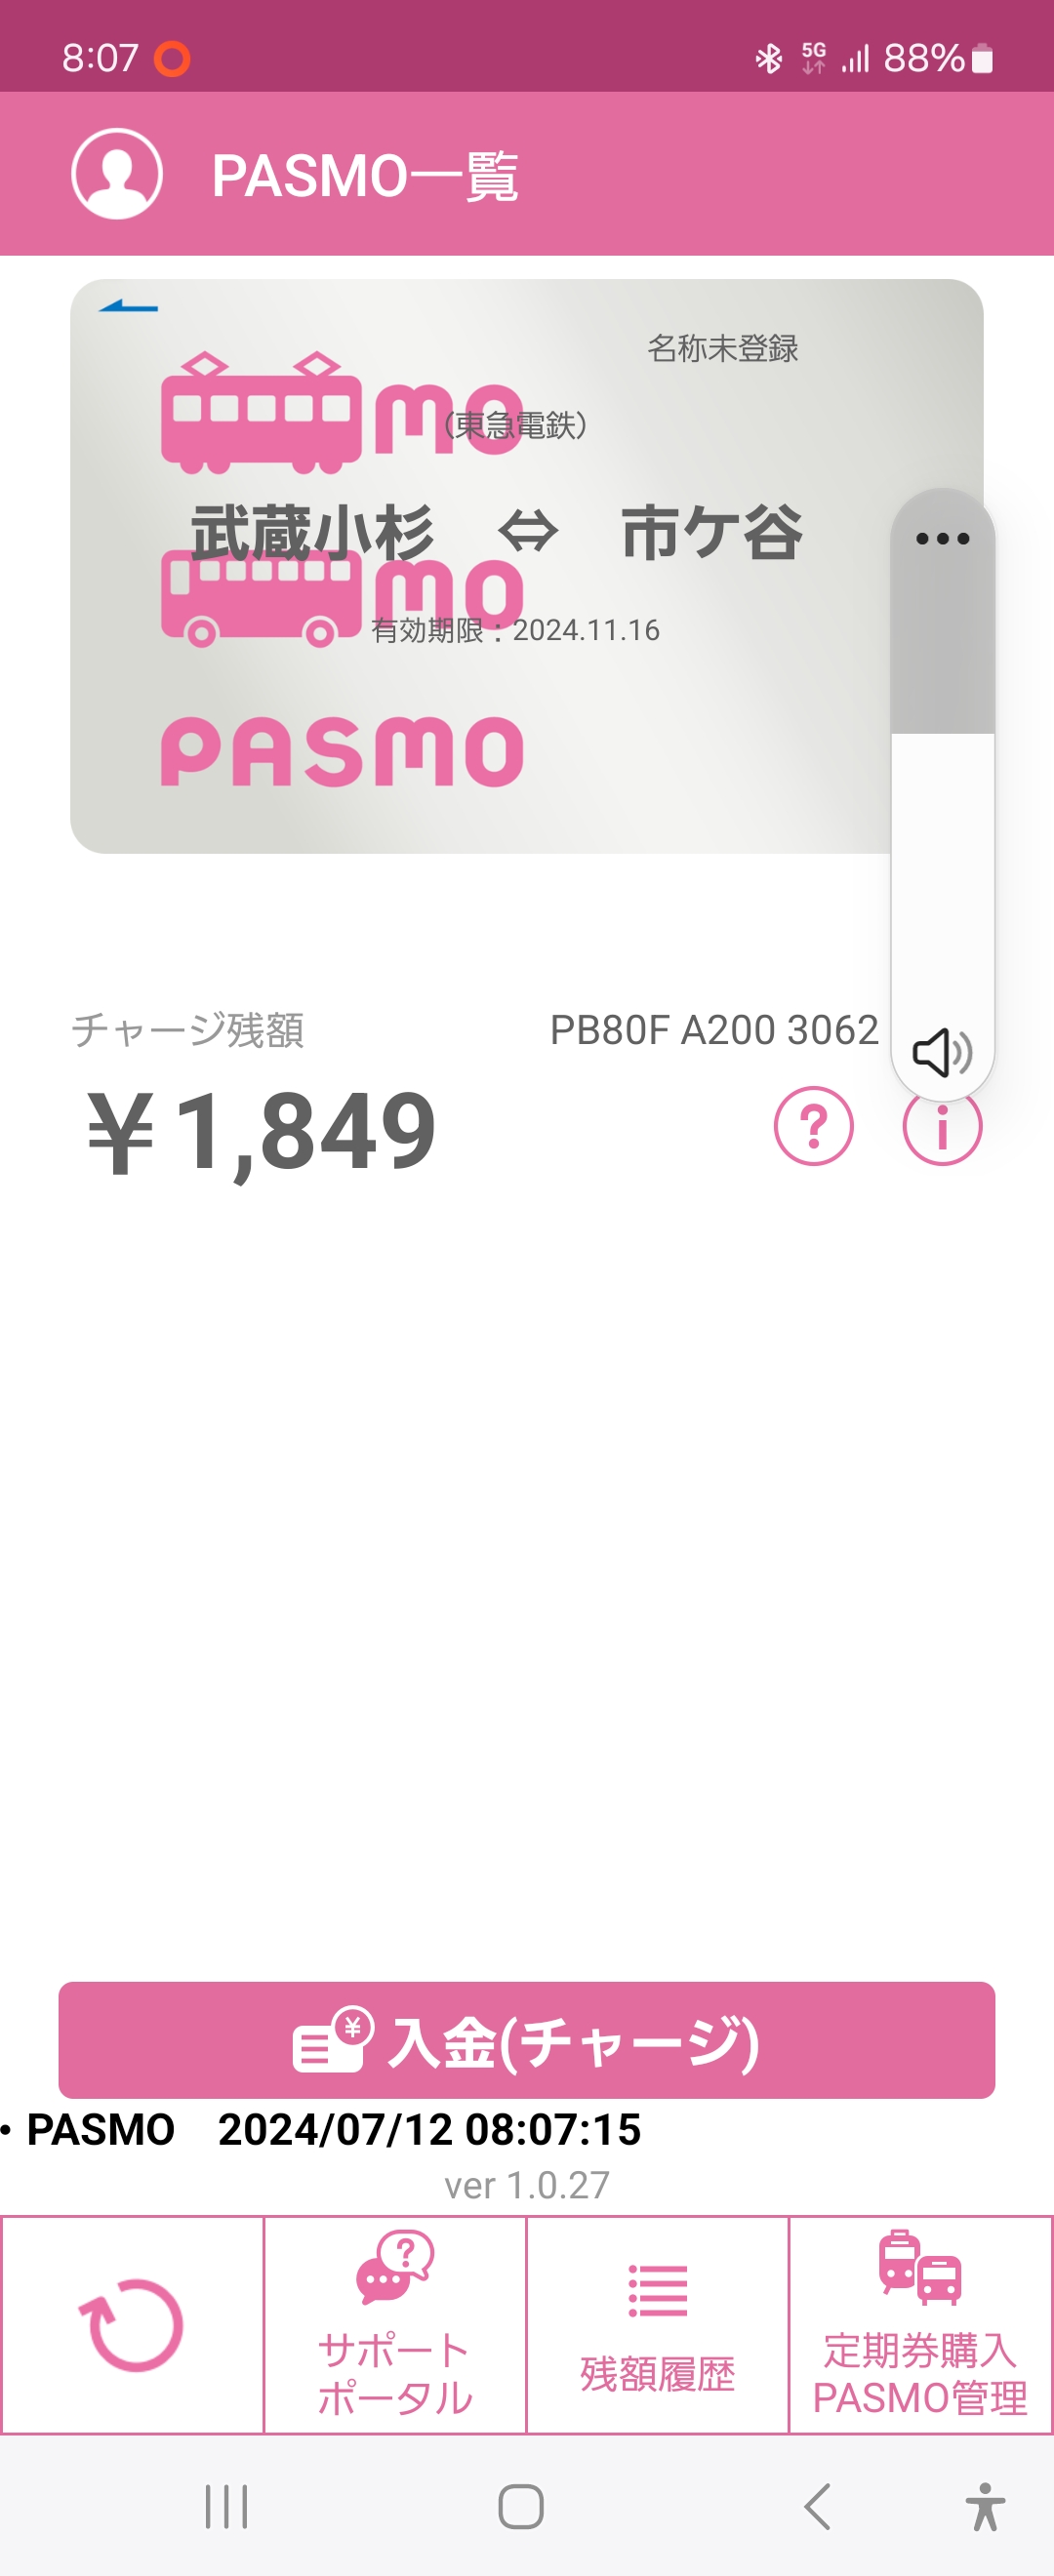 8:07 5G 88%
PASMO一覧
名称未登録
mo
(東急電鉄)
武蔵小杉 ⇔ 市ケ谷
mo
有効期限：2024.11.16
PASMO
チャージ残額 PB80F A200 3062
￥1,849
? i
入金(チャージ)
・PASMO 2024/07/12 08:07:15
ver 1.0.27
サポート
ポータル
残額履歴
定期券購入
PASMO管理